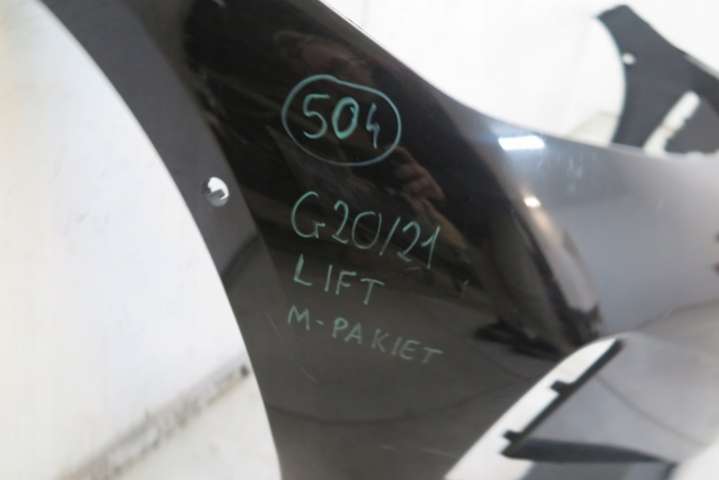 504
G20/21
LIFT
M-PAKIET